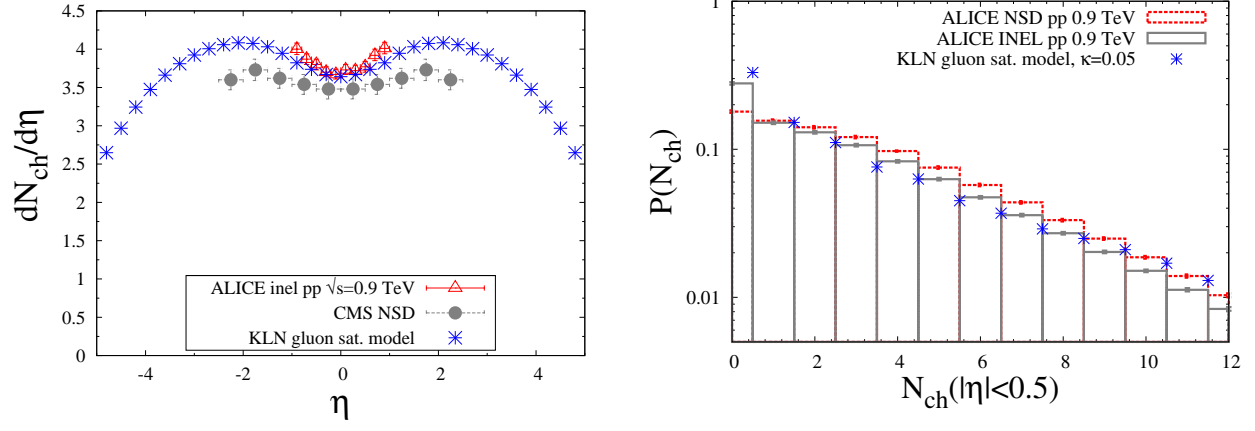 4.5
4
3.5
3
2.5
2
1.5
1
0.5
0
dN_ch/dη
ALICE inel pp √s=0.9 TeV
CMS NSD
KLN gluon sat. model
-4 -2 0 2 4
η
ALICE NSD pp 0.9 TeV
ALICE INEL pp 0.9 TeV
KLN gluon sat. model, κ=0.05
1
0.1
0.01
P(N_ch)
0 2 4 6 8 10 12
N_ch(|η|<0.5)